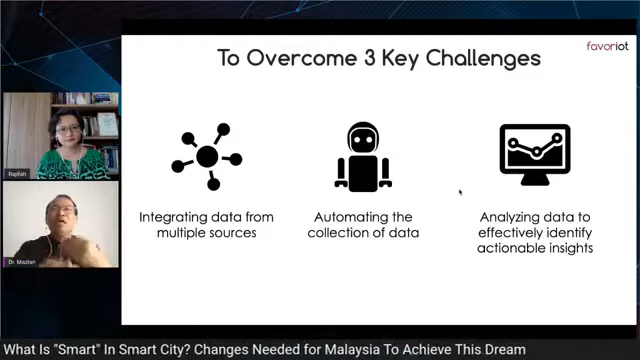 favoriot
To Overcome 3 Key Challenges
Integrating data from
multiple sources
Automating the
collection of data
Analyzing data to
effectively identify
actionable insights
Rajifah
Dr. Mazlan
What Is "Smart" In Smart City? Changes Needed for Malaysia To Achieve This Dream